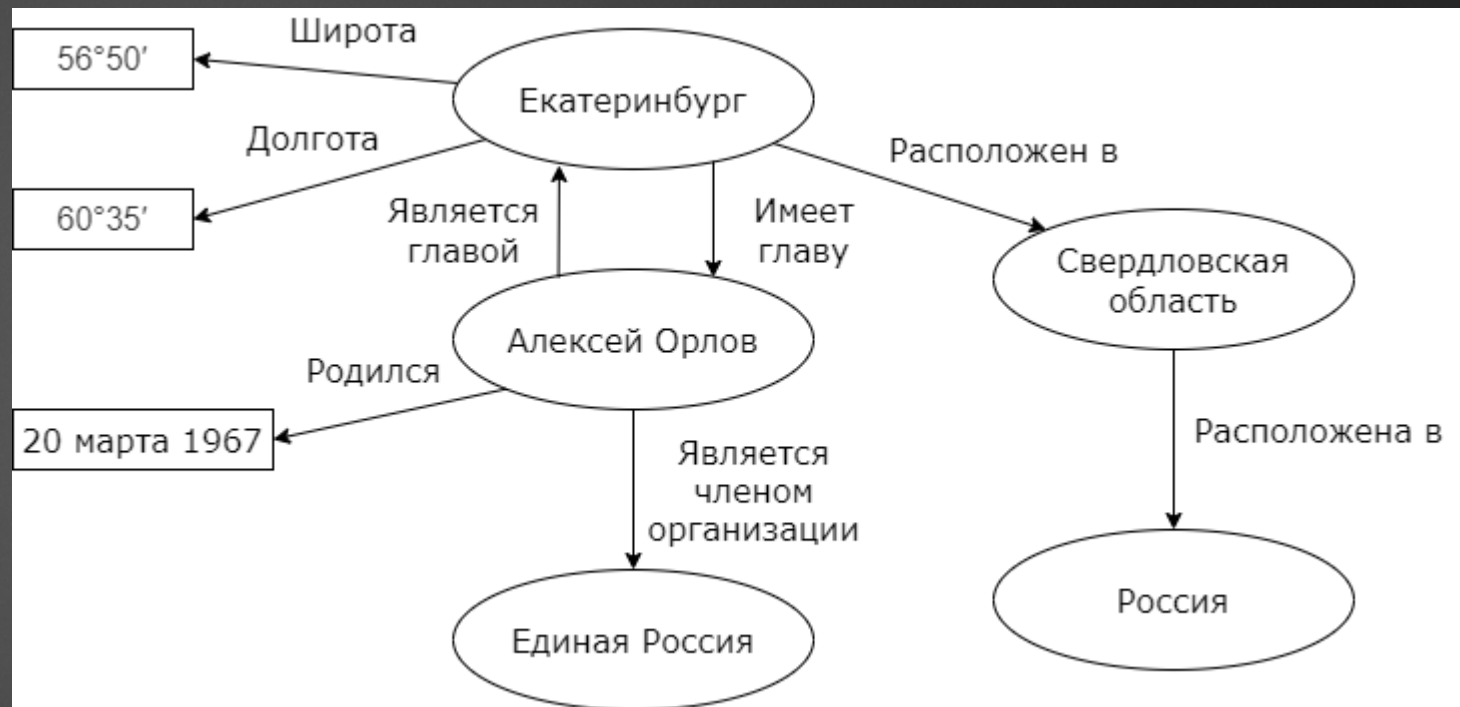 Широта
56°50′
Екатеринбург
Долгота
Расположен в
60°35′
Является
главой
Имеет
главу
Свердловская
область
Алексей Орлов
Родился
20 марта 1967
Расположена в
Является
членом
организации
Россия
Единая Россия